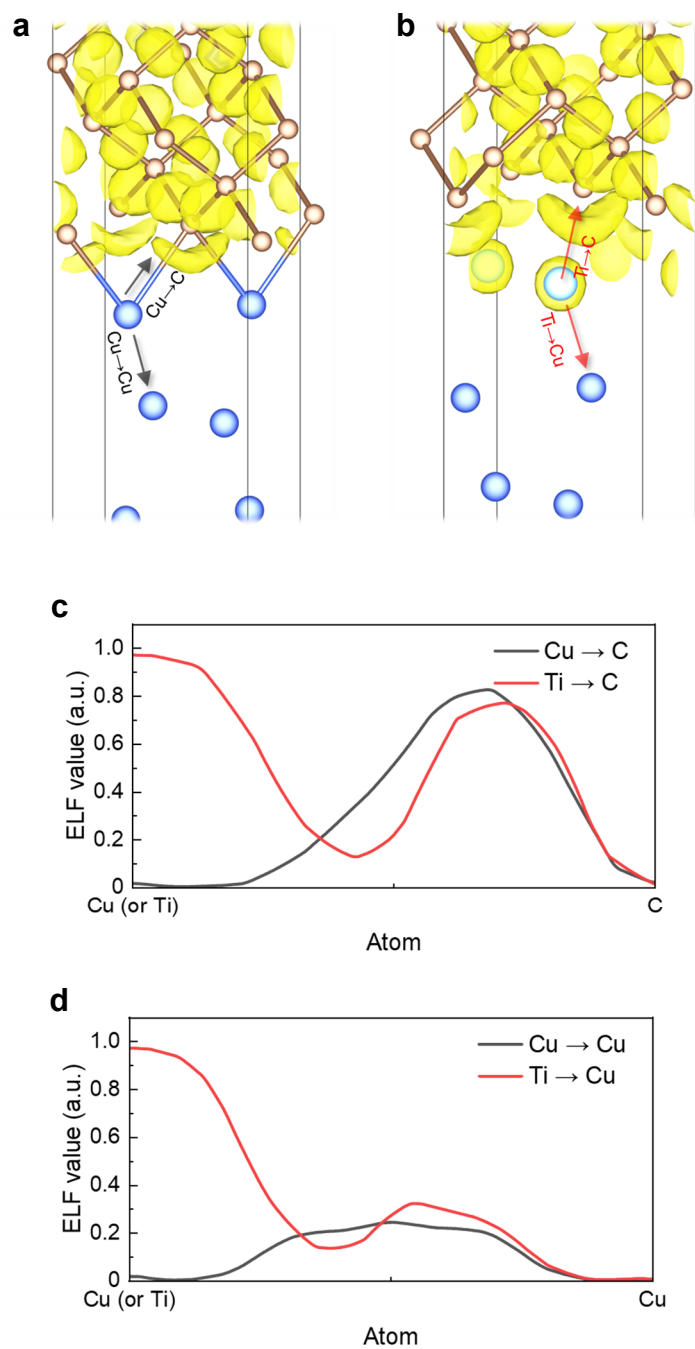 a
b
Cu→C
Cu→Cu
Ti→C
Ti→Cu
c
1.0
0.8
0.6
0.4
0.2
0
ELF value (a.u.)
Cu → C
Ti → C
Cu (or Ti)
C
Atom
d
1.0
0.8
0.6
0.4
0.2
0
ELF value (a.u.)
Cu → Cu
Ti → Cu
Cu (or Ti)
Cu
Atom